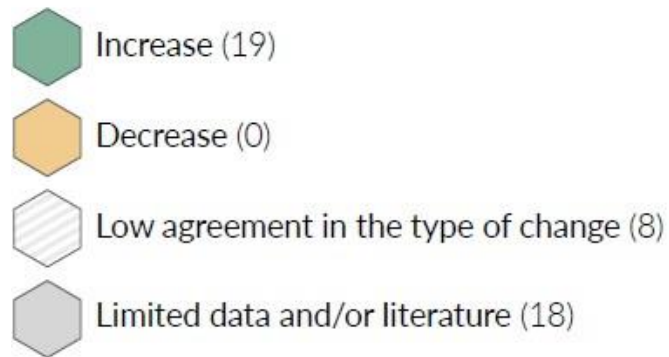 Increase (19)
Decrease (0)
Low agreement in the type of change (8)
Limited data and/or literature (18)